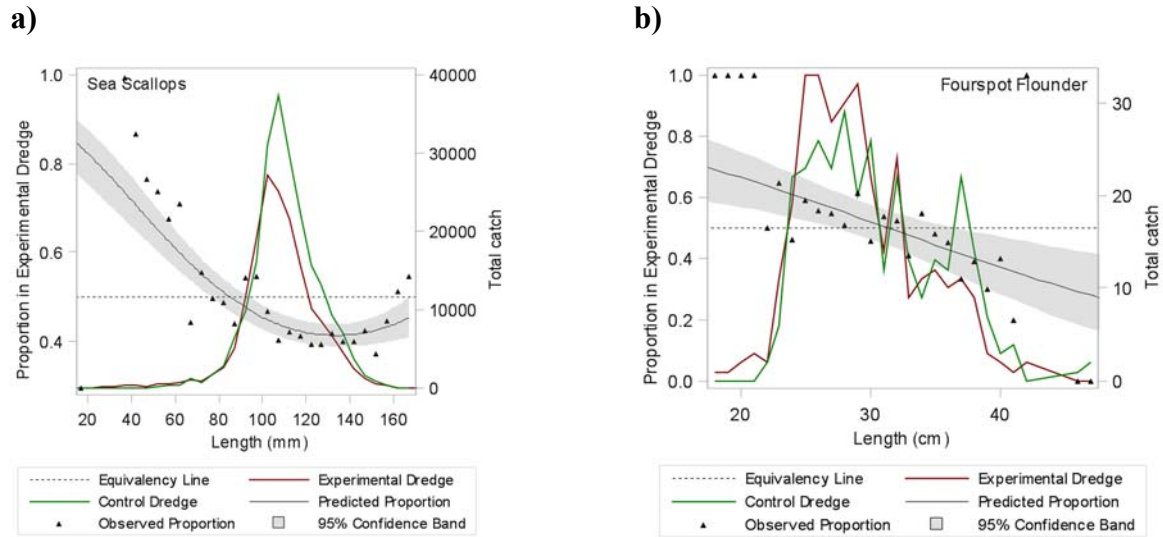 a)
Sea Scallops
Proportion in Experimental Dredge
1.0
0.8
0.6
0.4
40000
30000
20000
10000
0
Total catch
20 40 60 80 100 120 140 160
Length (mm)
Equivalency Line Experimental Dredge
Control Dredge Predicted Proportion
Observed Proportion 95% Confidence Band
b)
Fourspot Flounder
Proportion in Experimental Dredge
1.0
0.8
0.6
0.4
0.2
0.0
30
20
10
0
Total catch
20 30 40
Length (cm)
Equivalency Line Experimental Dredge
Control Dredge Predicted Proportion
Observed Proportion 95% Confidence Band